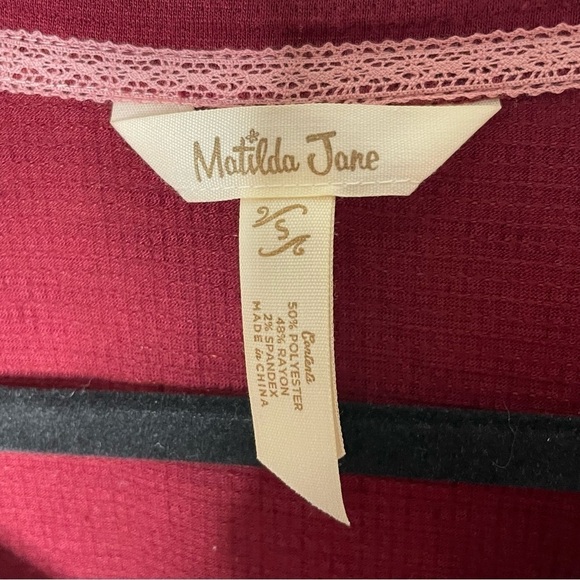 Matilda Jane
S
Contents
50% POLYESTER
48% RAYON
2% SPANDEX
MADE in CHINA